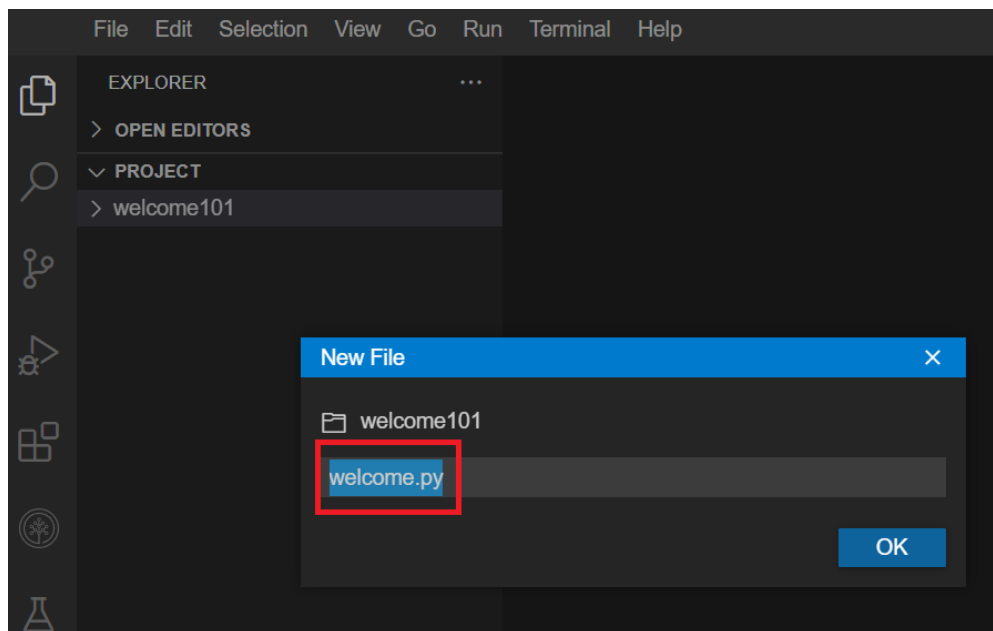 File Edit Selection View Go Run Terminal Help
EXPLORER ...
> OPEN EDITORS
PROJECT
> welcome101
New File
welcome101
welcome.py
OK